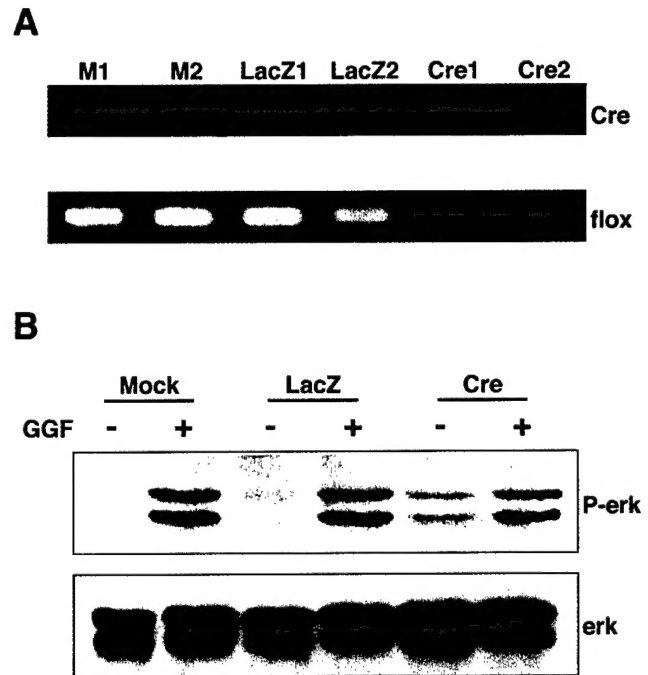 A
M1 M2 LacZ1 LacZ2 Cre1 Cre2
Cre
flox
B
Mock LacZ Cre
GGF - + - + - +
P-erk
erk